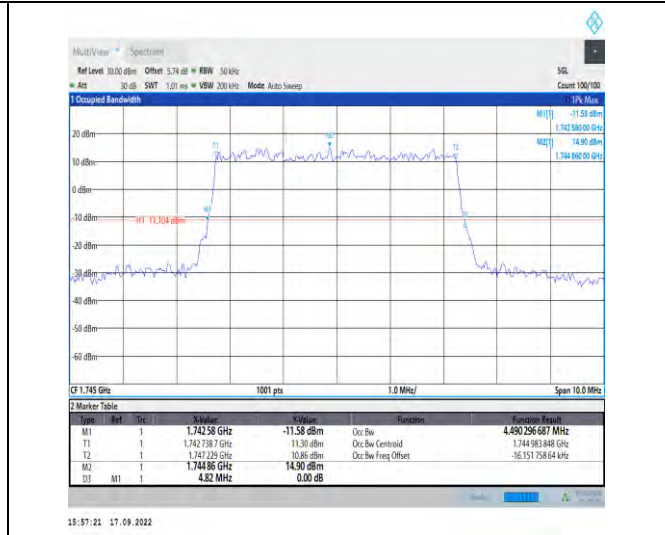 MultiView Spectrum
Ref Level 30.00 dBm Offset 5.74 dB RBW 50 kHz SGL
Att 30 dB SWT 1.01 ms VBW 200 kHz Mode Auto Sweep Count 100/100
1 Occupied Bandwidth 1Pk Max
M1[1] -11.58 dBm
1.742 580 00 GHz
20 dBm
M2[1] 14.90 dBm
1.744 860 00 GHz
T1 M2 T2
10 dBm
0 dBm
M1
-10 dBm
H1 -11.104 dBm
-20 dBm
-30 dBm
-40 dBm
-50 dBm
-60 dBm
CF 1.745 GHz 1001 pts 1.0 MHz/ Span 10.0 MHz
2 Marker Table
Type Ref Trc X-Value Y-Value Function Function Result
M1 1 1.742 58 GHz -11.58 dBm Occ Bw 4.490 296 687 MHz
T1 1 1.742 738 7 GHz 11.30 dBm Occ Bw Centroid 1.744 983 848 GHz
T2 1 1.747 229 GHz 10.86 dBm Occ Bw Freq Offset -16.151 758 64 kHz
M2 1 1.744 86 GHz 14.90 dBm
D3 M1 1 4.82 MHz 0.00 dB
Ready
15:57:21 17.09.2022